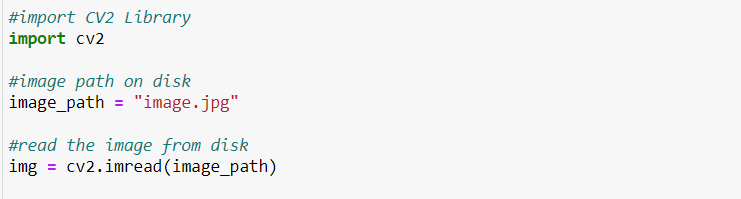 #import CV2 Library
import cv2
#image path on disk
image_path = "image.jpg"
#read the image from disk
img = cv2.imread(image_path)